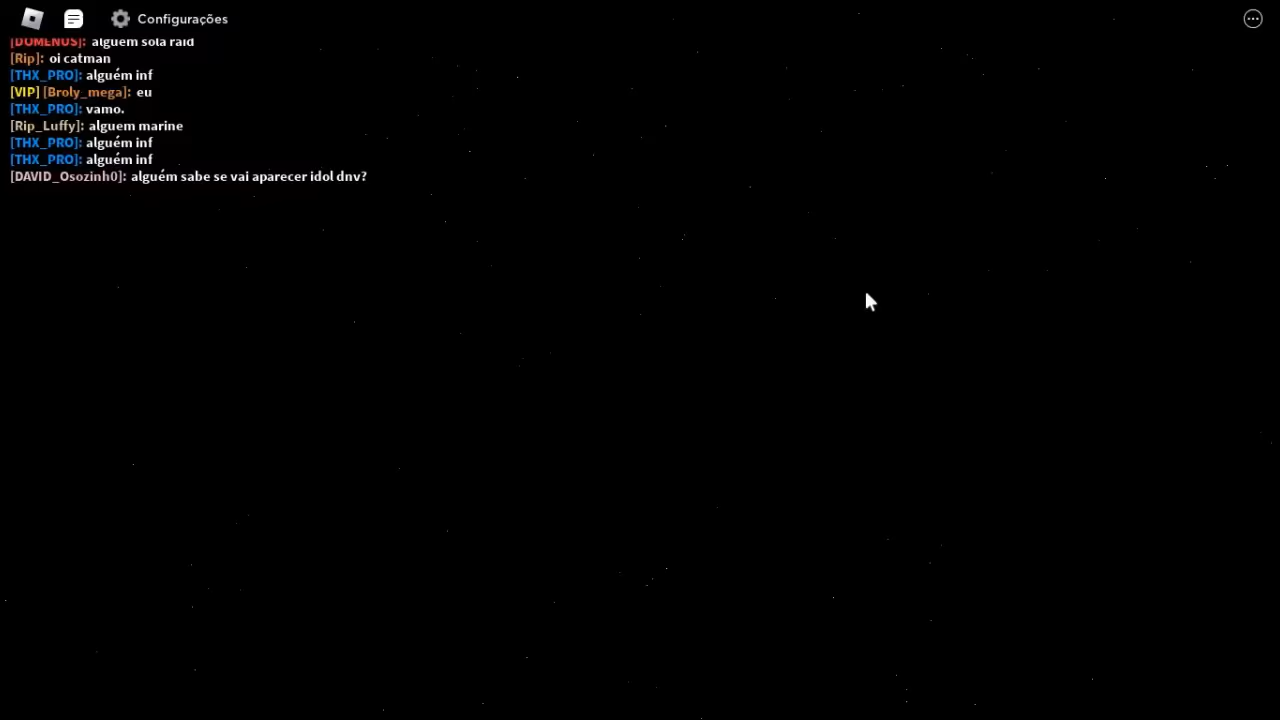 Configurações
[DOMENUS]: alguem sola raid
[Rip]: oi catman
[THX_PRO]: alguém inf
[VIP] [Broly_mega]: eu
[THX_PRO]: vamo.
[Rip_Luffy]: alguem marine
[THX_PRO]: alguém inf
[THX_PRO]: alguém inf
[DAVID_Osozinh0]: alguém sabe se vai aparecer idol dnv?